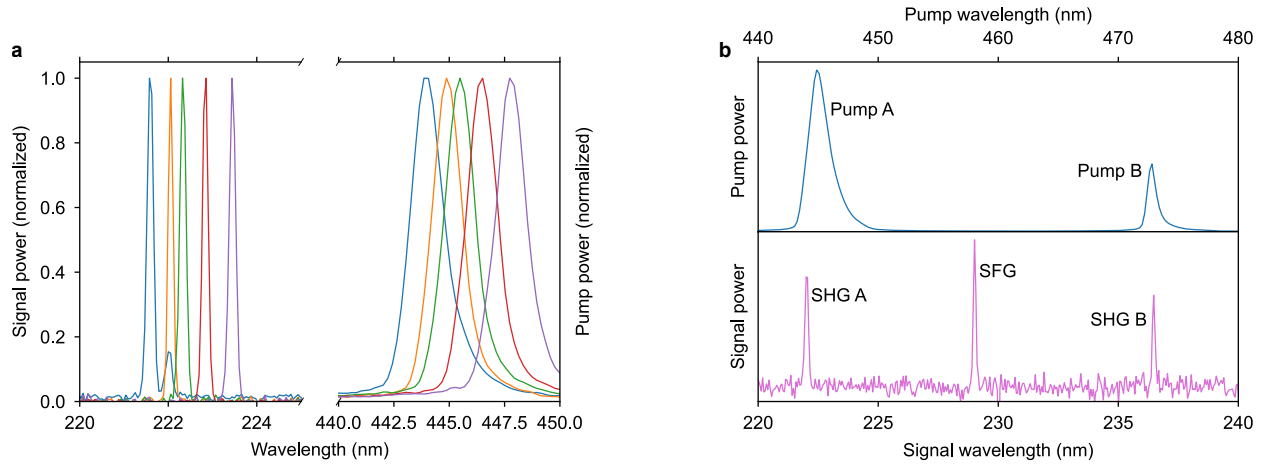 a
1.0
0.8
0.6
0.4
0.2
0.0
Signal power (normalized)
220
222
224
440.0
442.5
445.0
447.5
450.0
Wavelength (nm)
Pump power (normalized)
b
Pump wavelength (nm)
440
450
460
470
480
Pump power
Pump A
Pump B
Signal power
SHG A
SFG
SHG B
220
225
230
235
240
Signal wavelength (nm)